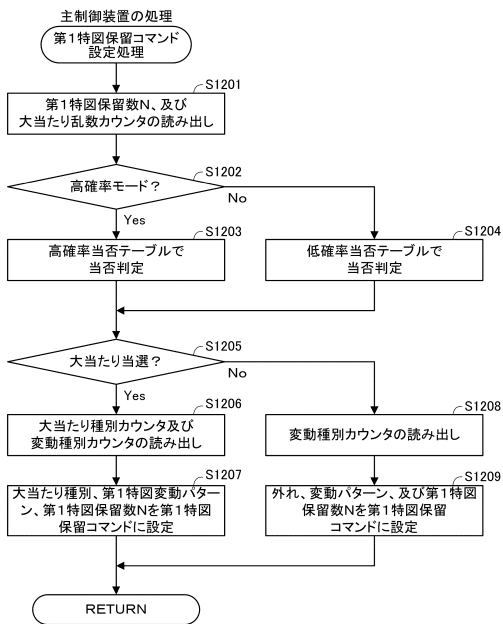 主制御装置の処理
第1特図保留コマンド
設定処理
S1201
第1特図保留数N、及び
大当たり乱数カウンタの読み出し
S1202
高確率モード？
No
Yes
S1203
高確率当否テーブルで
当否判定
S1204
低確率当否テーブルで
当否判定
S1205
大当たり当選？
No
Yes
S1206
大当たり種別カウンタ及び
変動種別カウンタの読み出し
S1208
変動種別カウンタの読み出し
S1207
大当たり種別、第1特図変動パター
ン、第1特図保留数Nを第1特図
保留コマンドに設定
S1209
外れ、変動パターン、及び第1特図
保留数Nを第1特図保留
コマンドに設定
RETURN